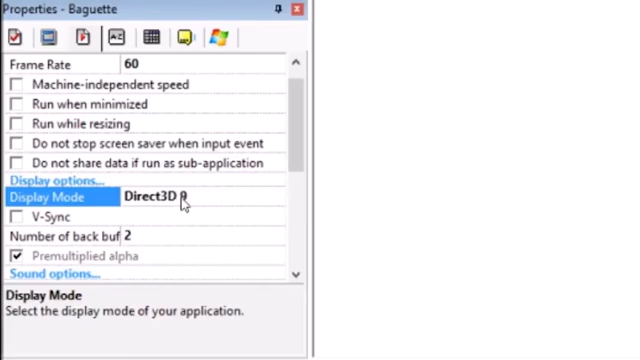 Properties - Baguette
Frame Rate 60
Machine-independent speed
Run when minimized
Run while resizing
Do not stop screen saver when input event
Do not share data if run as sub-application
Display options...
Display Mode Direct3D 9
V-Sync
Number of back buf 2
Premultiplied alpha
Sound options...
Display Mode
Select the display mode of your application.